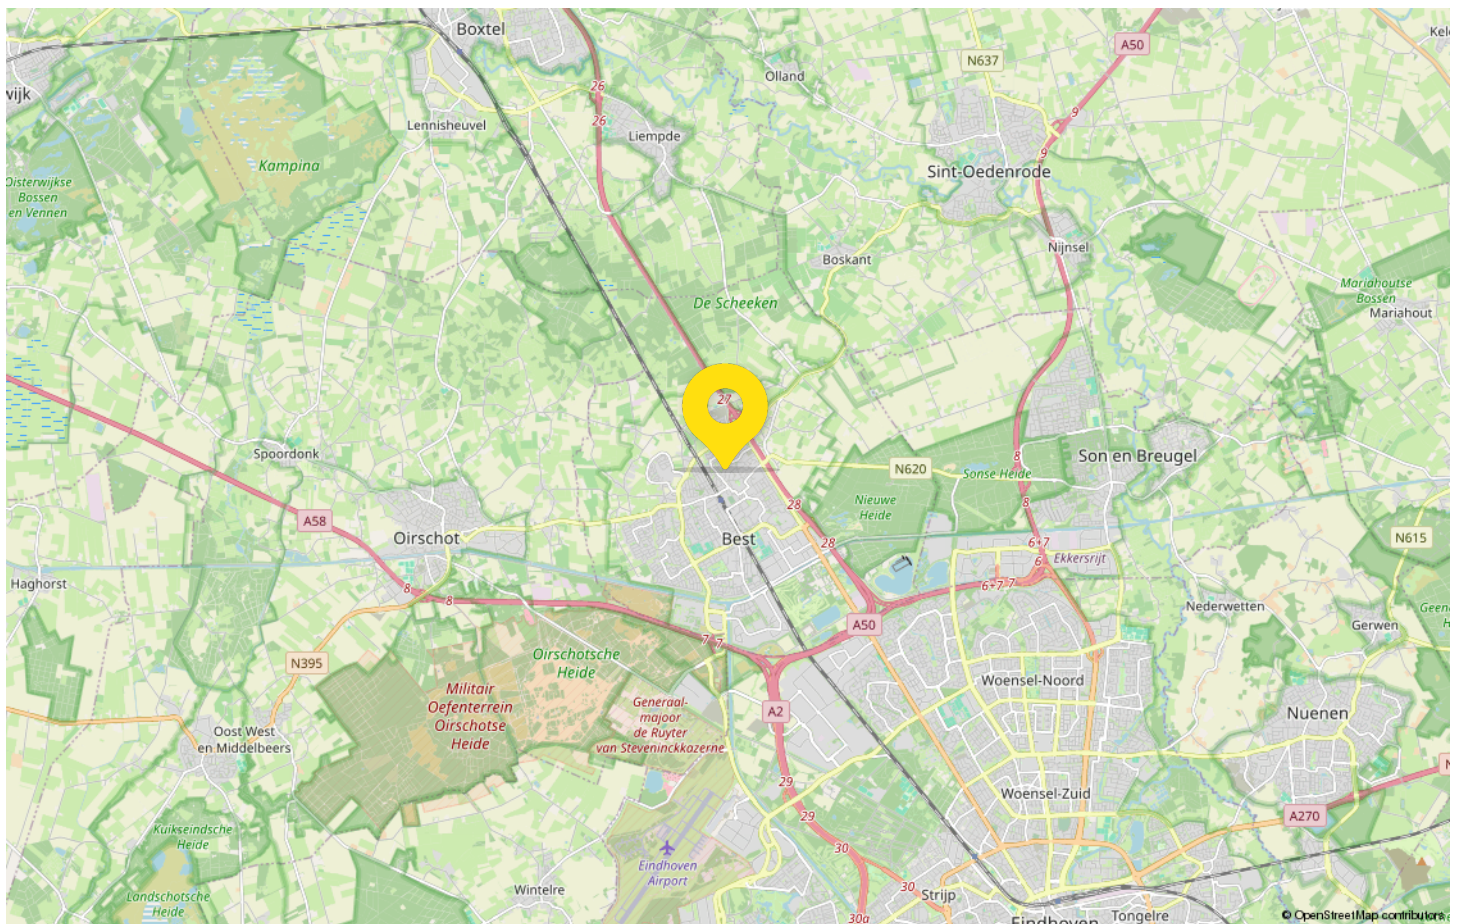 Boxtel
A50
N637
Olland
Kel
wijk
26
26
9
Lennisheuvel
Liempde
9
Kampina
Sint-Oedenrode
Oisterwijkse
Bossen
en Vennen
Nijnsel
Boskant
Mariahoutse
Bossen
Mariahout
De Scheeken
27
Spoordonk
8
Son en Breugel
N620
Sonse Heide
Nieuwe
Heide
28
8
A58
Oirschot
Best
28
6+7
N615
6
Ekkersrijt
Haghorst
8
8
6+7
7
Nederwetten
Geen
H
A50
Gerwen
7
7
Oirschotsche
Heide
N395
Woensel-Noord
Militair
Oefenterrein
Oirschotse
Heide
Generaal-
majoor
de Ruyter
van Steveninckkazerne
A2
Nuenen
Oost West
en Middelbeers
N
29
Woensel-Zuid
29
A270
Kuikseindsche
Heide
30
Eindhoven
Airport
30
Wintelre
Strijp
Landschotsche
Heide
30a
Eindhoven
Tongelre
© OpenStreetMap contributors